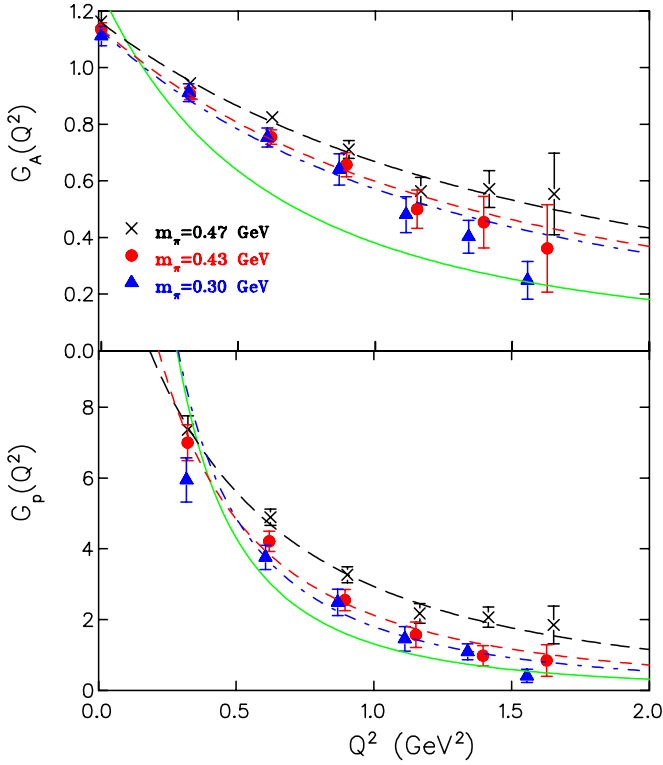 1.2
1.0
0.8
0.6
0.4
0.2
0.0
G_A(Q²)
× m_π=0.47 GeV
● m_π=0.43 GeV
▲ m_π=0.30 GeV
8
6
4
2
0
G_p(Q²)
0.0 0.5 1.0 1.5 2.0
Q² (GeV²)